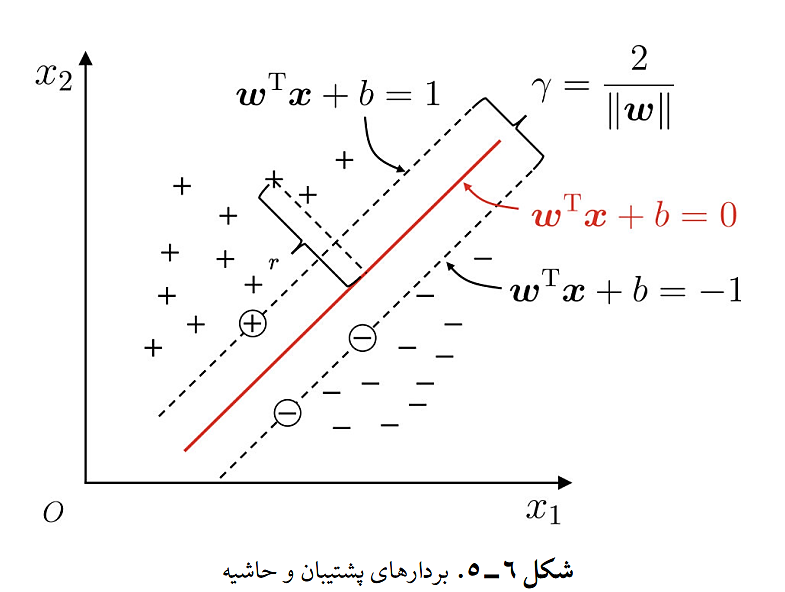 x₂
wᵀx + b = 1
γ = 2 / ‖w‖
wᵀx + b = 0
r
wᵀx + b = −1
O
x₁
شکل ۶ـ۵. بردارهای پشتیبان و حاشیه